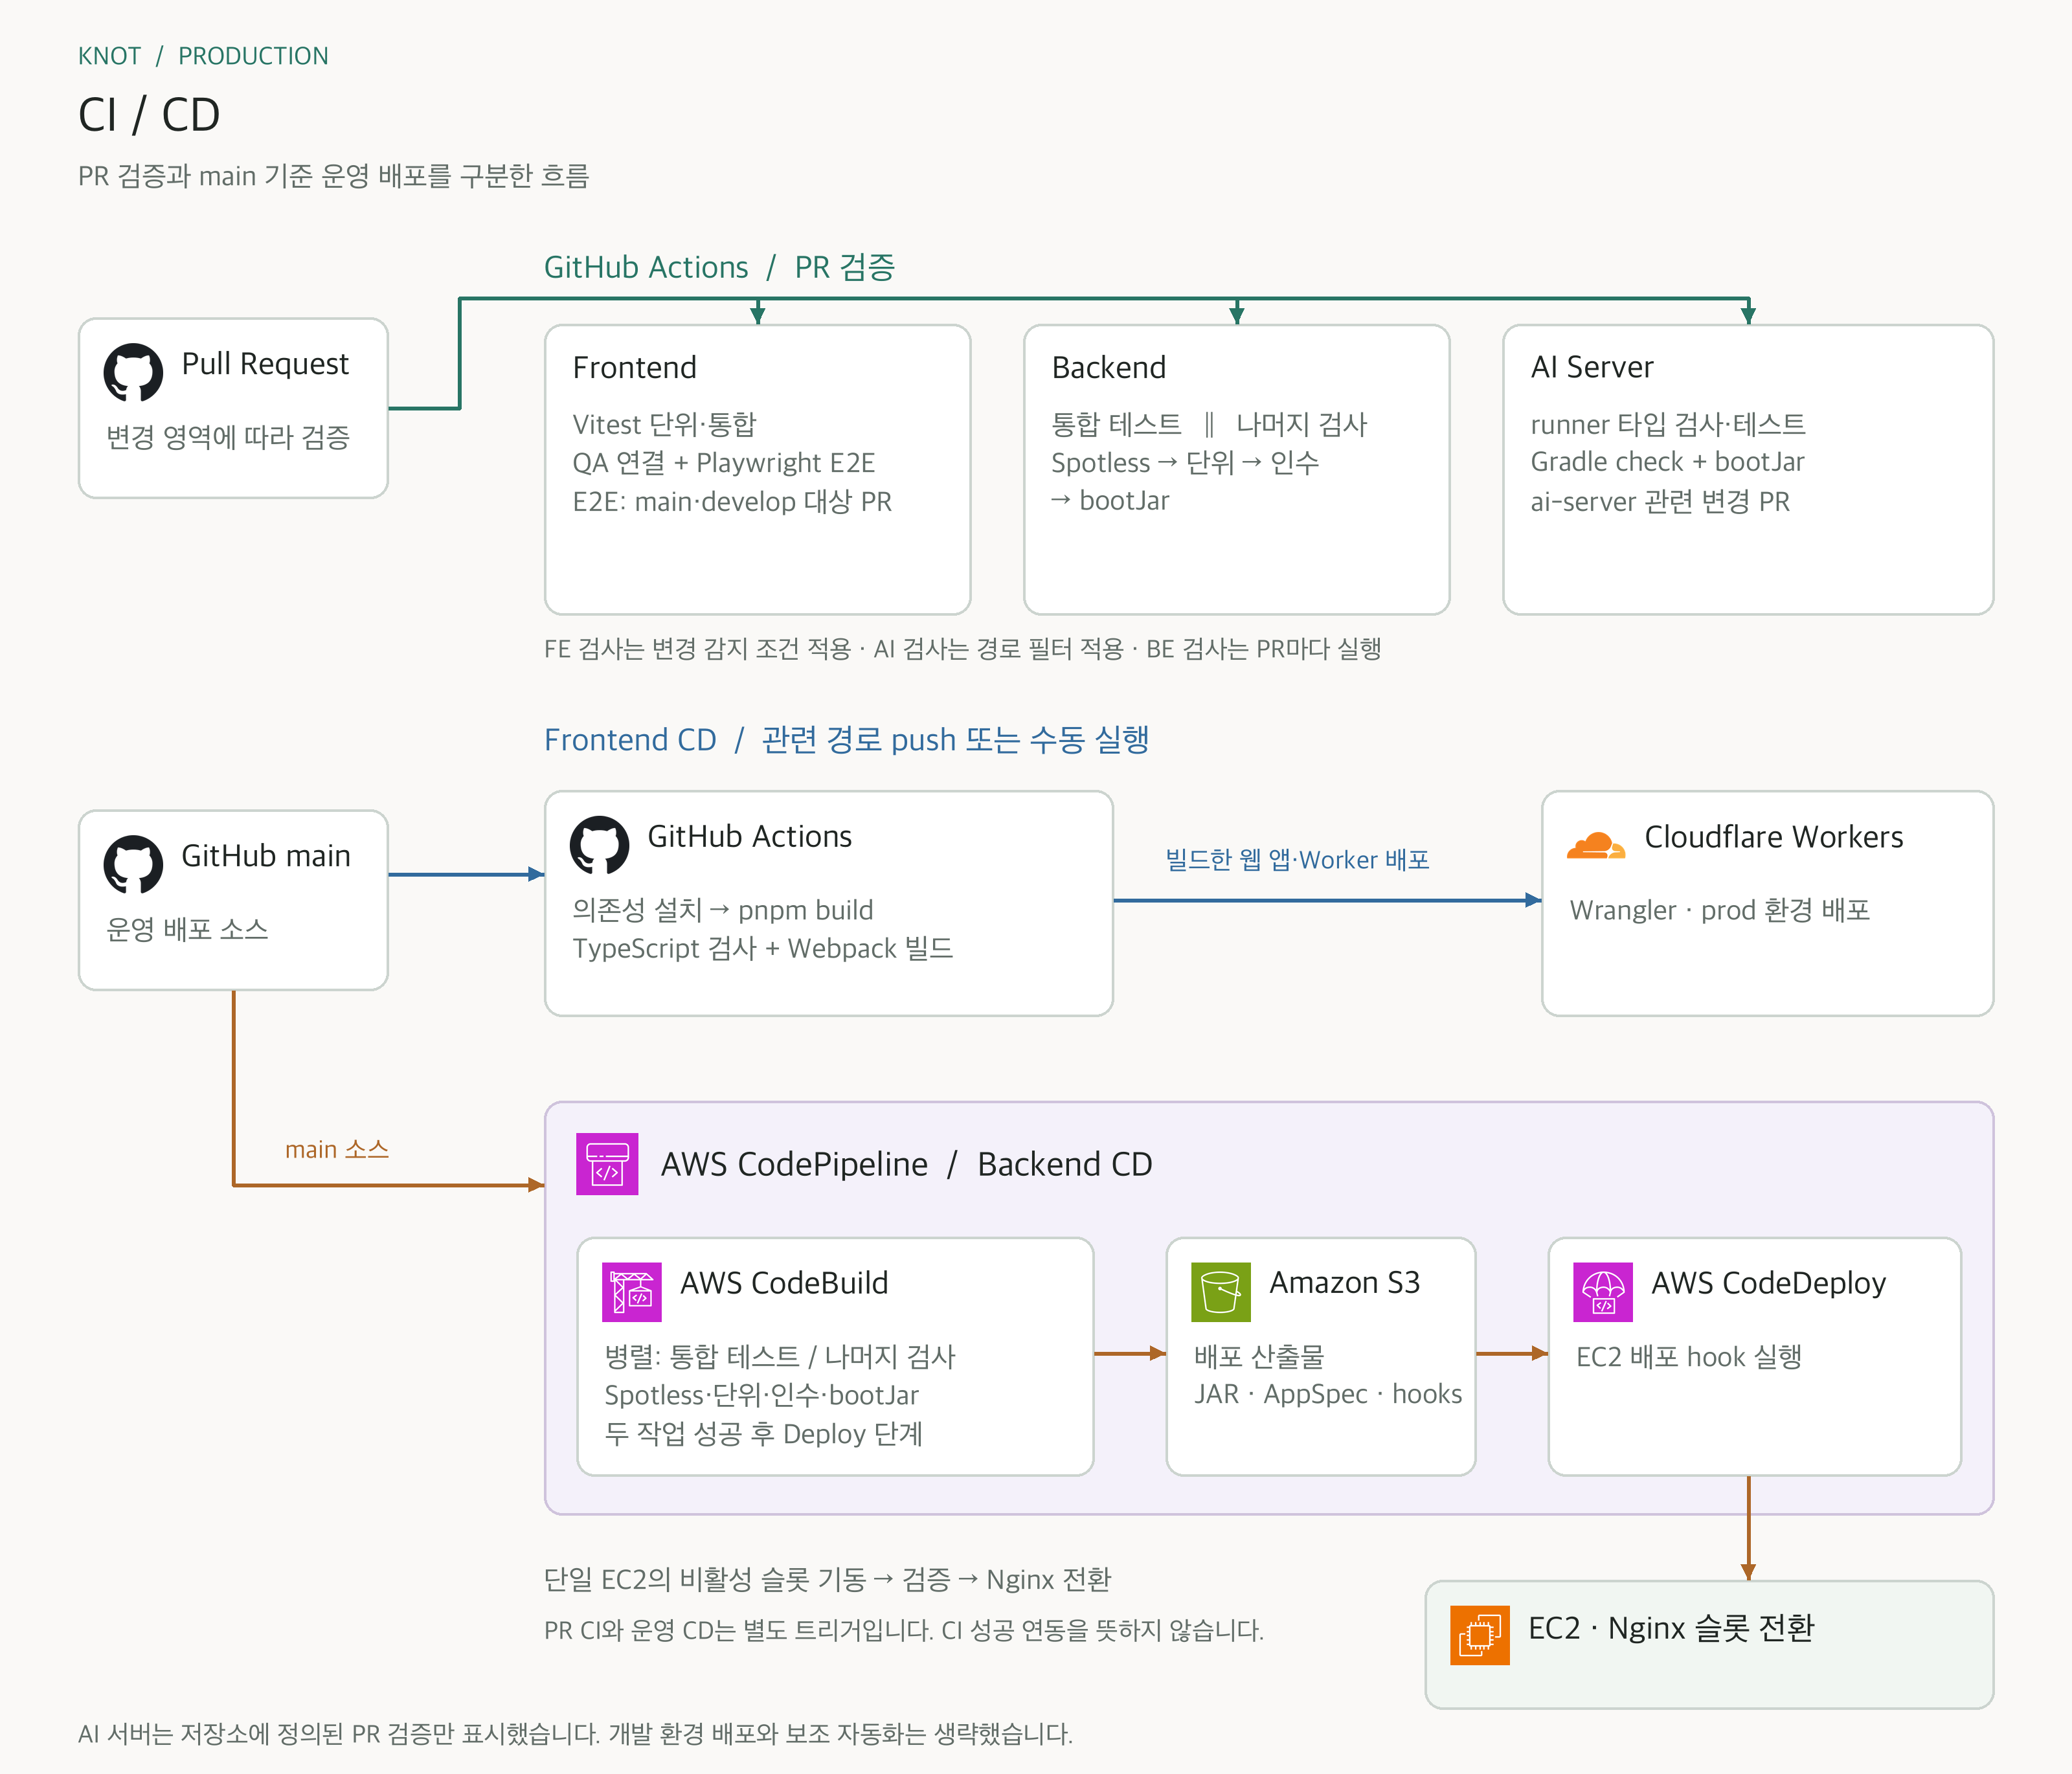 KNOT / PRODUCTION
CI / CD
PR 검증과 main 기준 운영 배포를 구분한 흐름
GitHub Actions / PR 검증
Pull Request
변경 영역에 따라 검증
Frontend
Vitest 단위·통합
QA 연결 + Playwright E2E
E2E: main·develop 대상 PR
Backend
통합 테스트 ∥ 나머지 검사
Spotless → 단위 → 인수
→ bootJar
AI Server
runner 타입 검사·테스트
Gradle check + bootJar
ai-server 관련 변경 PR
FE 검사는 변경 감지 조건 적용 · AI 검사는 경로 필터 적용 · BE 검사는 PR마다 실행
Frontend CD / 관련 경로 push 또는 수동 실행
GitHub main
운영 배포 소스
GitHub Actions
의존성 설치 → pnpm build
TypeScript 검사 + Webpack 빌드
빌드한 웹 앱·Worker 배포
Cloudflare Workers
Wrangler · prod 환경 배포
main 소스
AWS CodePipeline / Backend CD
AWS CodeBuild
병렬: 통합 테스트 / 나머지 검사
Spotless·단위·인수·bootJar
두 작업 성공 후 Deploy 단계
Amazon S3
배포 산출물
JAR · AppSpec · hooks
AWS CodeDeploy
EC2 배포 hook 실행
단일 EC2의 비활성 슬롯 기동 → 검증 → Nginx 전환
PR CI와 운영 CD는 별도 트리거입니다. CI 성공 연동을 뜻하지 않습니다.
EC2 · Nginx 슬롯 전환
AI 서버는 저장소에 정의된 PR 검증만 표시했습니다. 개발 환경 배포와 보조 자동화는 생략했습니다.